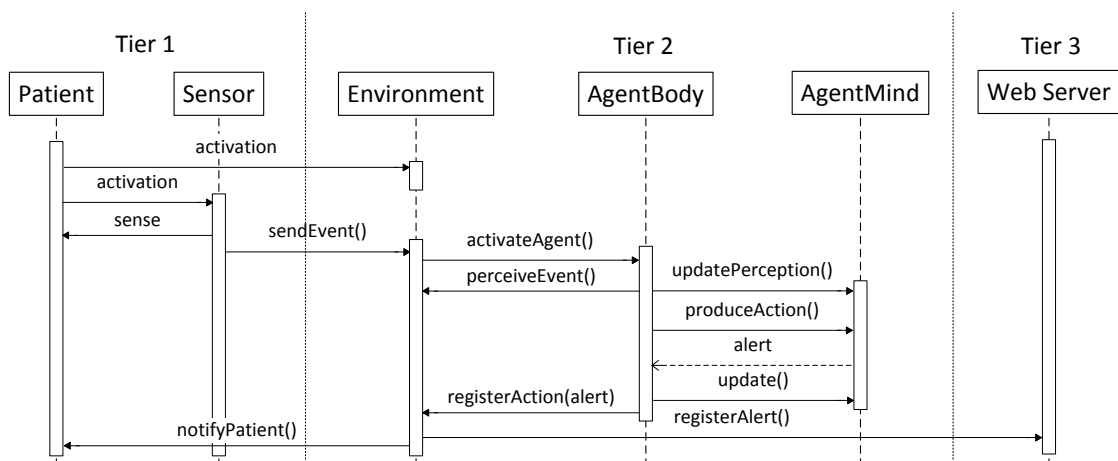 Tier 1
Tier 2
Tier 3
Patient
Sensor
Environment
AgentBody
AgentMind
Web Server
activation
activation
sense
sendEvent()
activateAgent()
perceiveEvent()
updatePerception()
produceAction()
alert
update()
registerAction(alert)
registerAlert()
notifyPatient()